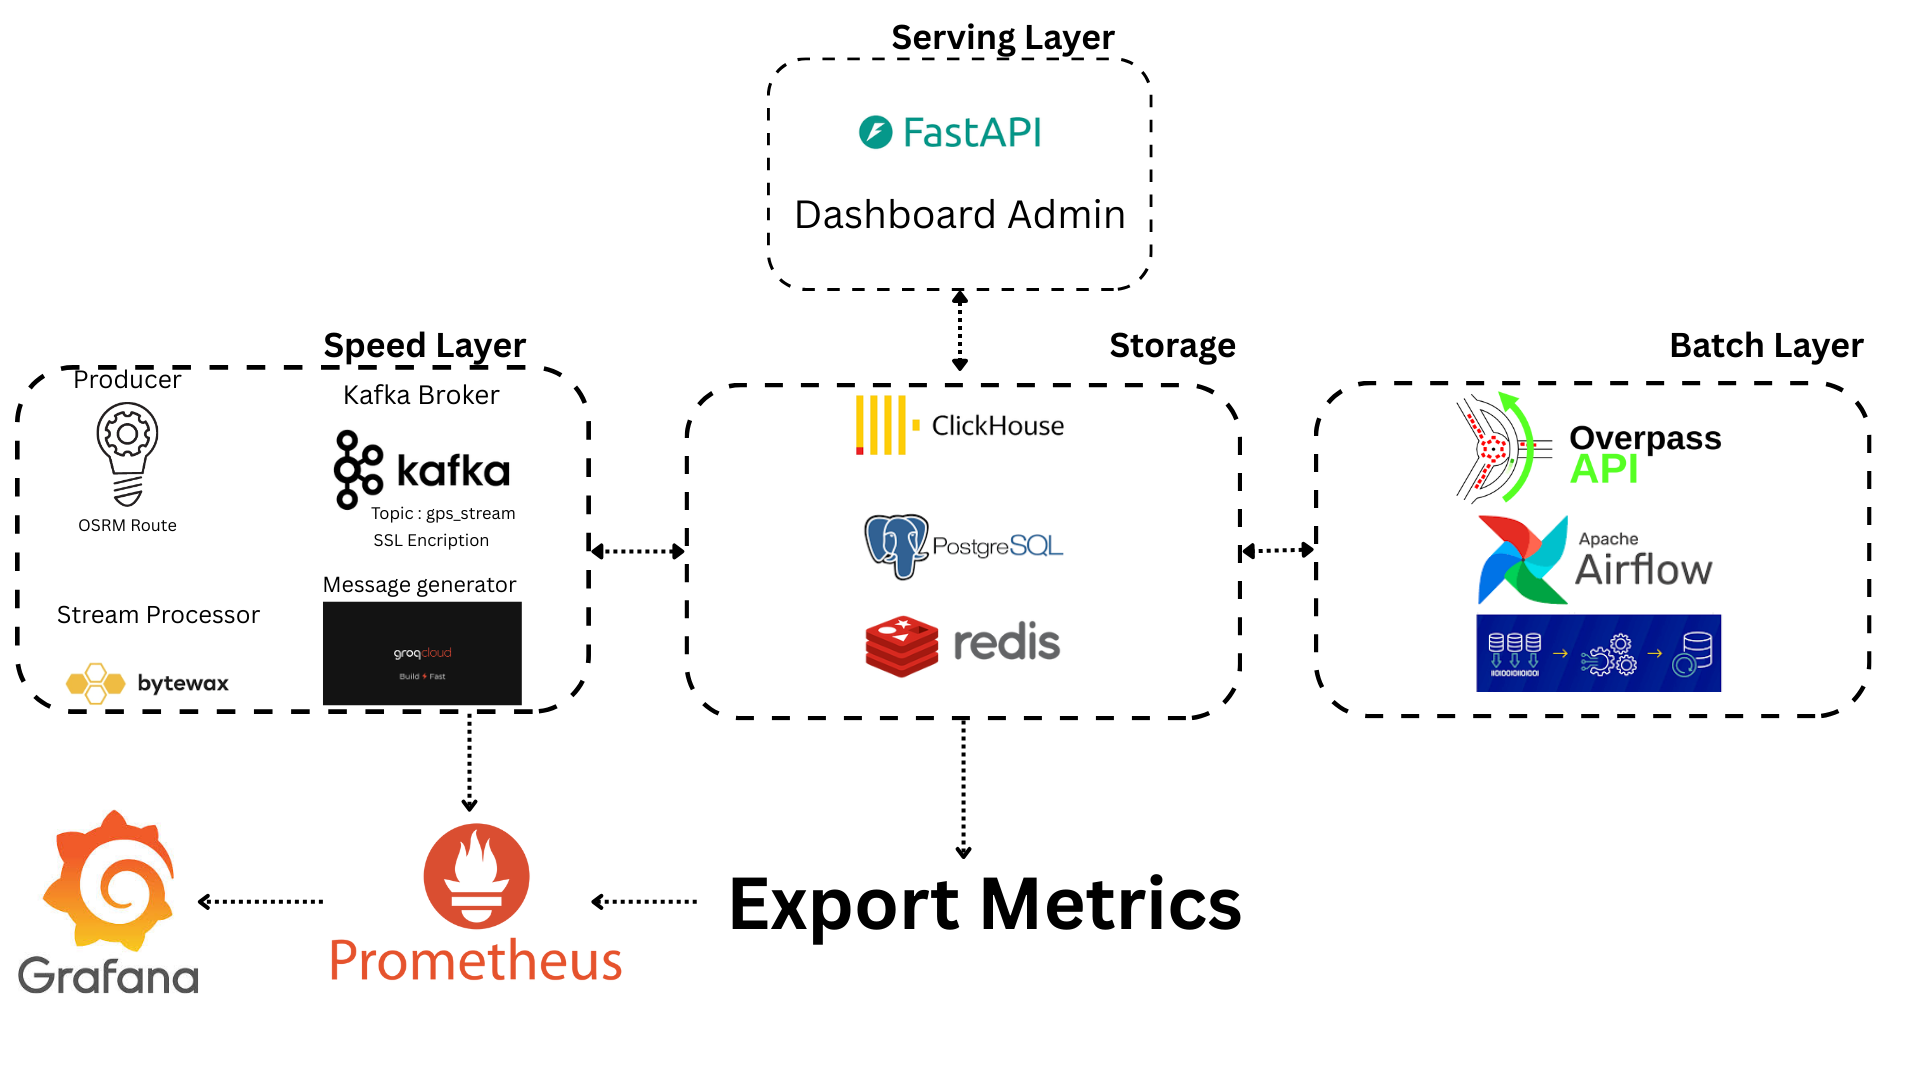 Serving Layer
FastAPI
Dashboard Admin
Speed Layer
Producer
OSRM Route
Kafka Broker
kafka
Topic : gps_stream
SSL Encription
Message generator
groqcloud
Build Fast
Stream Processor
bytewax
Storage
ClickHouse
PostgreSQL
redis
Batch Layer
Overpass
API
Apache
Airflow
Grafana
Prometheus
Export Metrics